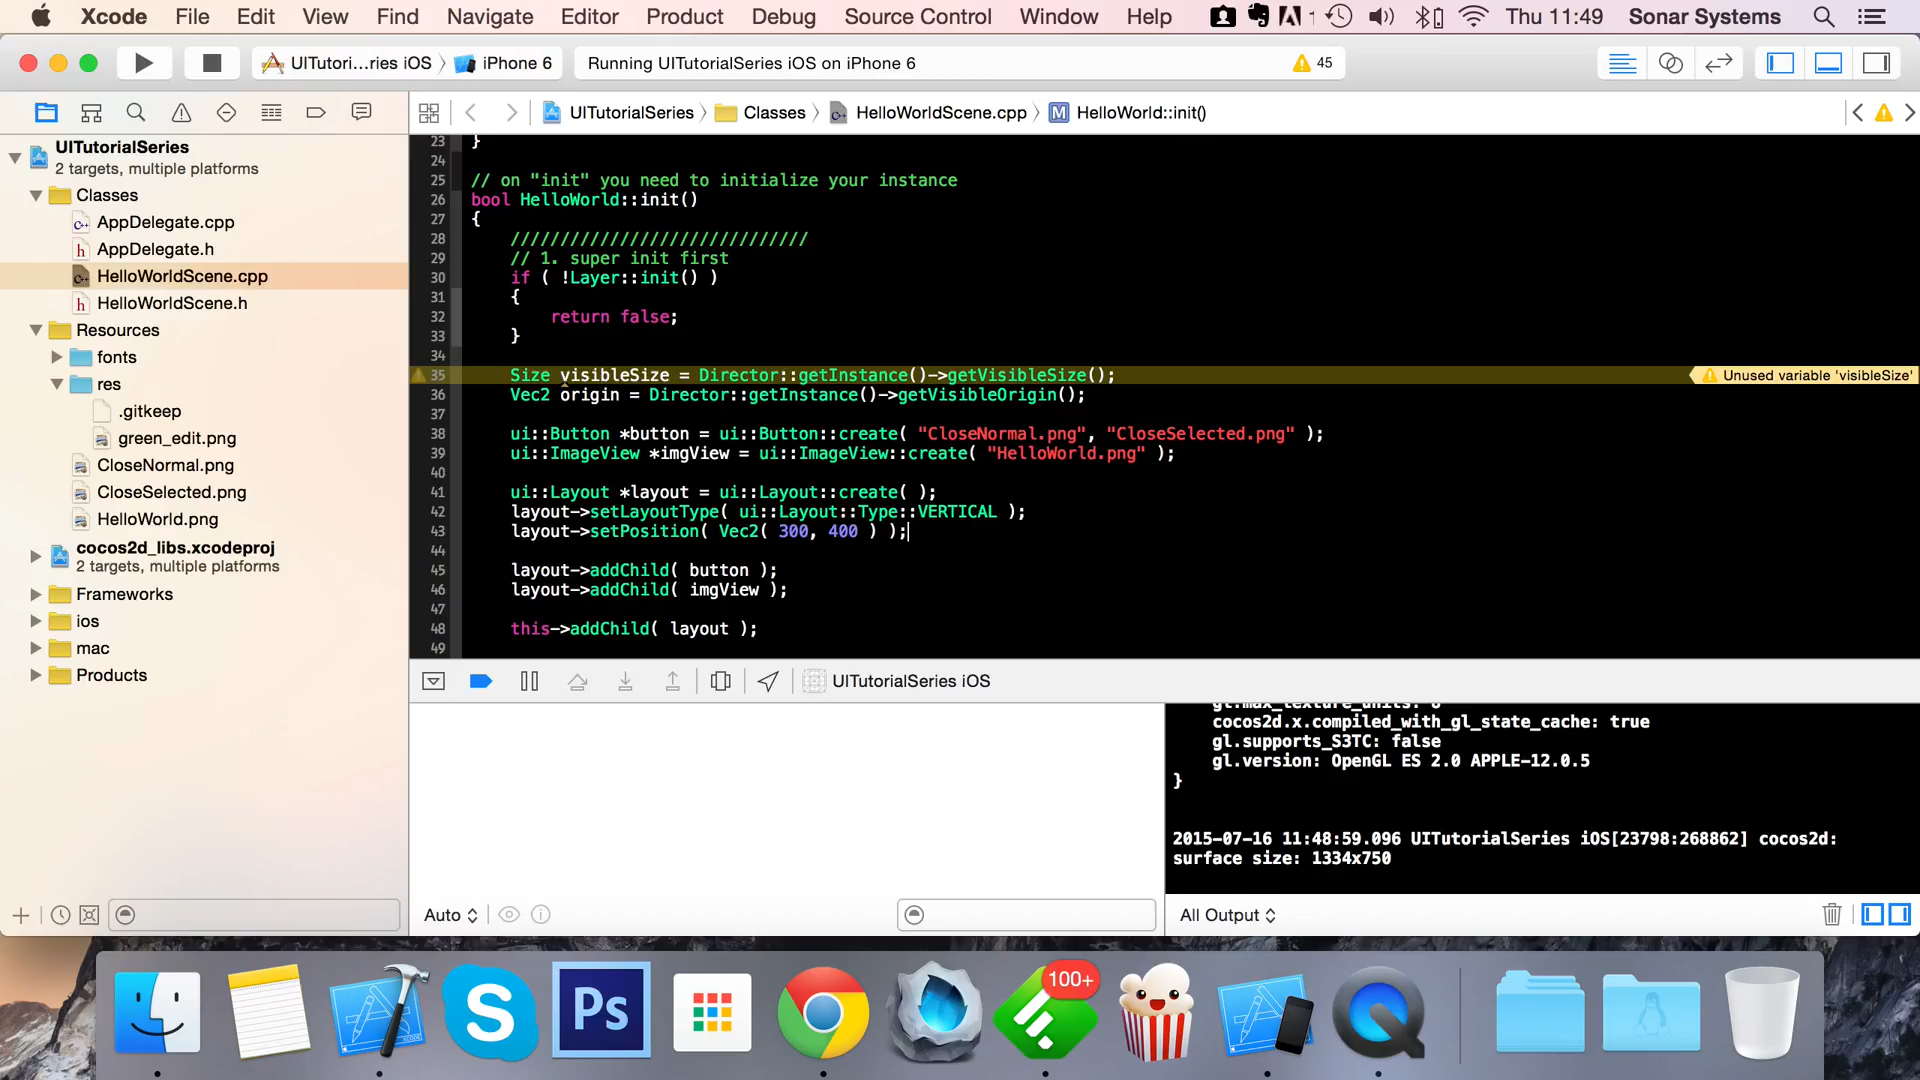 Xcode File Edit View Find Navigate Editor Product Debug Source Control Window Help Thu 11:49 Sonar Systems
UITutori...ries iOS iPhone 6 Running UITutorialSeries iOS on iPhone 6 45
UITutorialSeries Classes HelloWorldScene.cpp M HelloWorld::init()
UITutorialSeries
2 targets, multiple platforms
Classes
AppDelegate.cpp
AppDelegate.h
HelloWorldScene.cpp
HelloWorldScene.h
Resources
fonts
res
.gitkeep
green_edit.png
CloseNormal.png
CloseSelected.png
HelloWorld.png
cocos2d_libs.xcodeproj
2 targets, multiple platforms
Frameworks
ios
mac
Products
23 }
24
25 // on "init" you need to initialize your instance
26 bool HelloWorld::init()
27 {
28 //////////////////////////////
29 // 1. super init first
30 if ( !Layer::init() )
31 {
32 return false;
33 }
34
35 Size visibleSize = Director::getInstance()->getVisibleSize(); Unused variable 'visibleSize'
36 Vec2 origin = Director::getInstance()->getVisibleOrigin();
37
38 ui::Button *button = ui::Button::create( "CloseNormal.png", "CloseSelected.png" );
39 ui::ImageView *imgView = ui::ImageView::create( "HelloWorld.png" );
40
41 ui::Layout *layout = ui::Layout::create( );
42 layout->setLayoutType( ui::Layout::Type::VERTICAL );
43 layout->setPosition( Vec2( 300, 400 ) );
44
45 layout->addChild( button );
46 layout->addChild( imgView );
47
48 this->addChild( layout );
49
UITutorialSeries iOS
gl.max_texture_units: 8
cocos2d.x.compiled_with_gl_state_cache: true
gl.supports_S3TC: false
gl.version: OpenGL ES 2.0 APPLE-12.0.5
}
2015-07-16 11:48:59.096 UITutorialSeries iOS[23798:268862] cocos2d:
surface size: 1334x750
Auto
All Output
Ps
100+